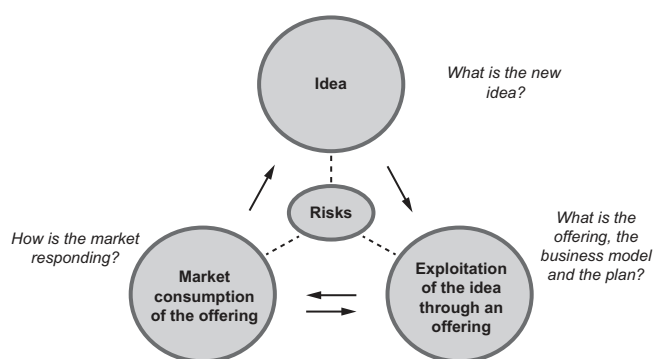 Idea
What is the new
idea?
Risks
How is the market
responding?
Market
consumption
of the offering
Exploitation
of the idea
through an
offering
What is the
offering, the
business model
and the plan?